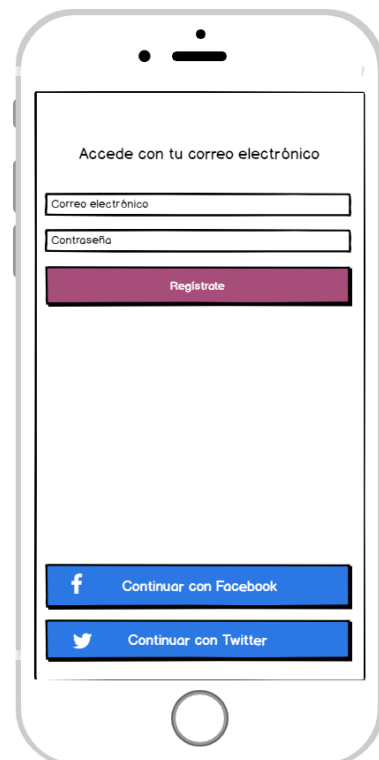 Accede con tu correo electrónico
Correo electrónico
Contraseña
Regístrate
Continuar con Facebook
Continuar con Twitter